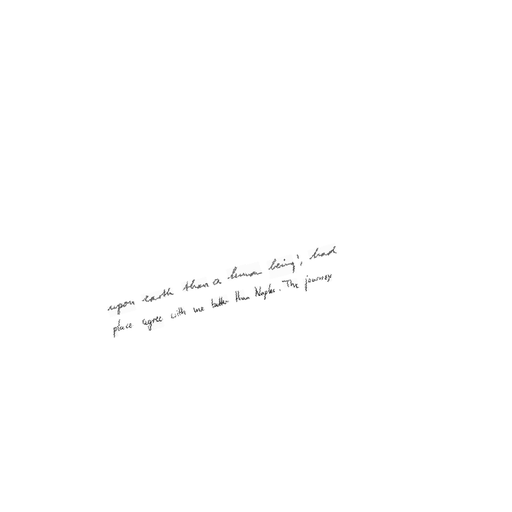 upon earth than a human being', had
place agree with me better than Naples. The journey